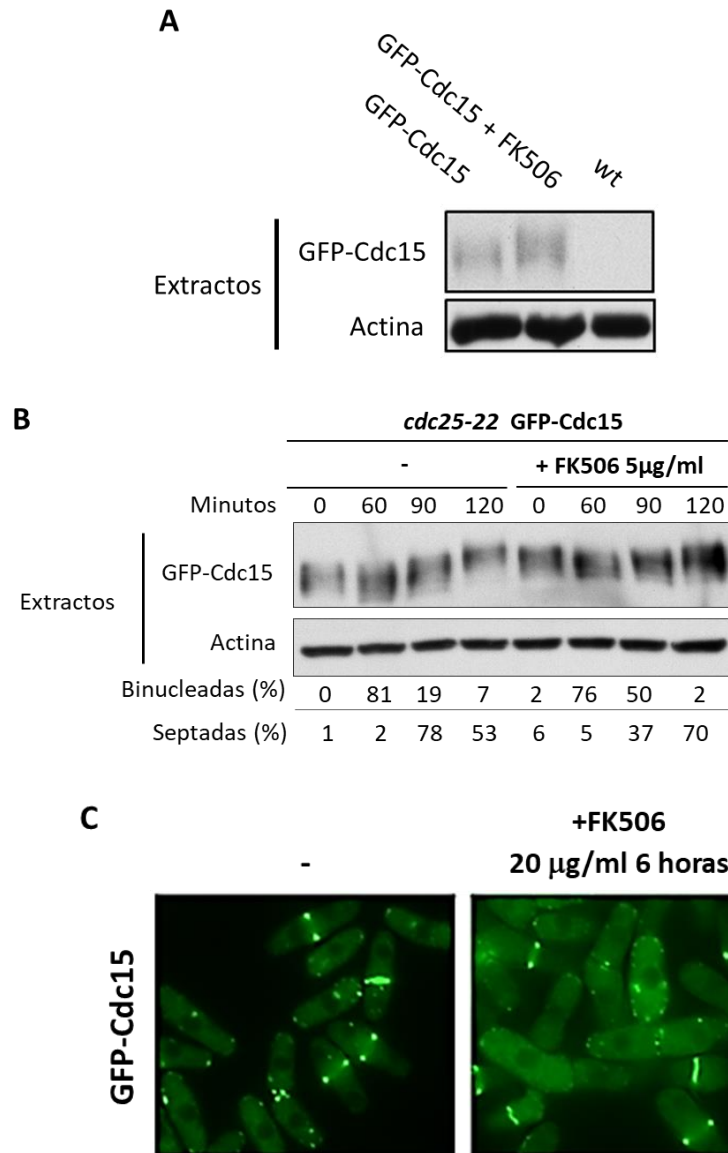 A
GFP-Cdc15
GFP-Cdc15 + FK506
wt
GFP-Cdc15
Extractos
Actina
B
cdc25-22 GFP-Cdc15
- + FK506 5μg/ml
Minutos 0 60 90 120 0 60 90 120
GFP-Cdc15
Extractos
Actina
Binucleadas (%) 0 81 19 7 2 76 50 2
Septadas (%) 1 2 78 53 6 5 37 70
C
+FK506
- 20 μg/ml 6 horas
GFP-Cdc15